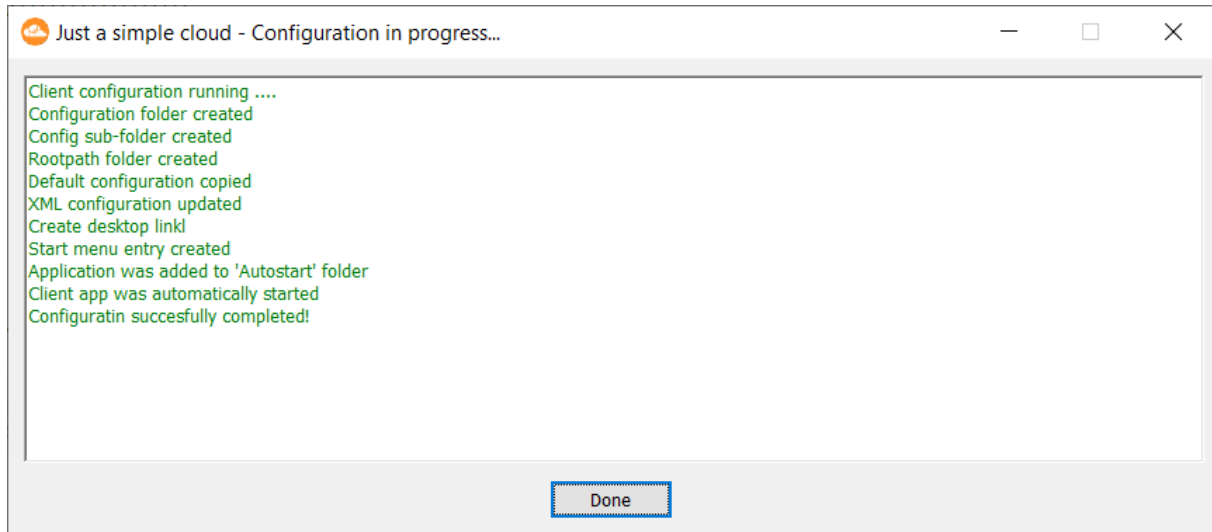 Just a simple cloud - Configuration in progress...
Client configuration running ....
Configuration folder created
Config sub-folder created
Rootpath folder created
Default configuration copied
XML configuration updated
Create desktop linkl
Start menu entry created
Application was added to 'Autostart' folder
Client app was automatically started
Configuratin succesfully completed!
Done